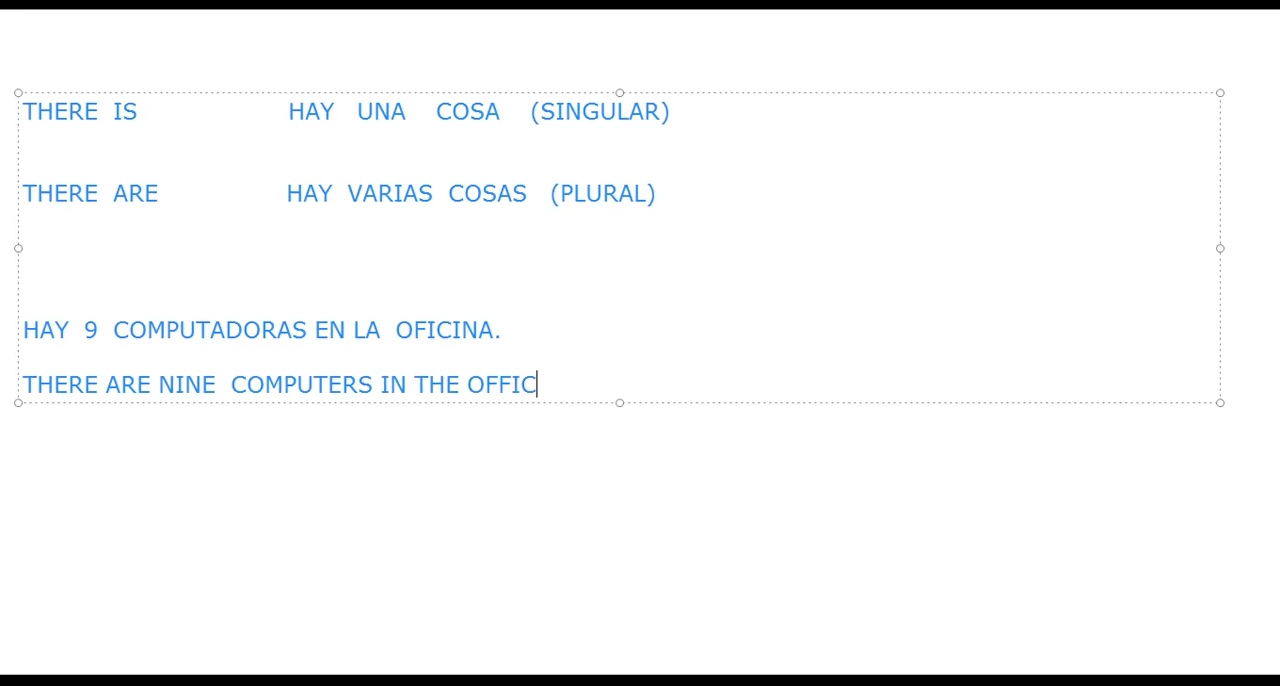 THERE IS HAY UNA COSA (SINGULAR)
THERE ARE HAY VARIAS COSAS (PLURAL)
HAY 9 COMPUTADORAS EN LA OFICINA.
THERE ARE NINE COMPUTERS IN THE OFFIC